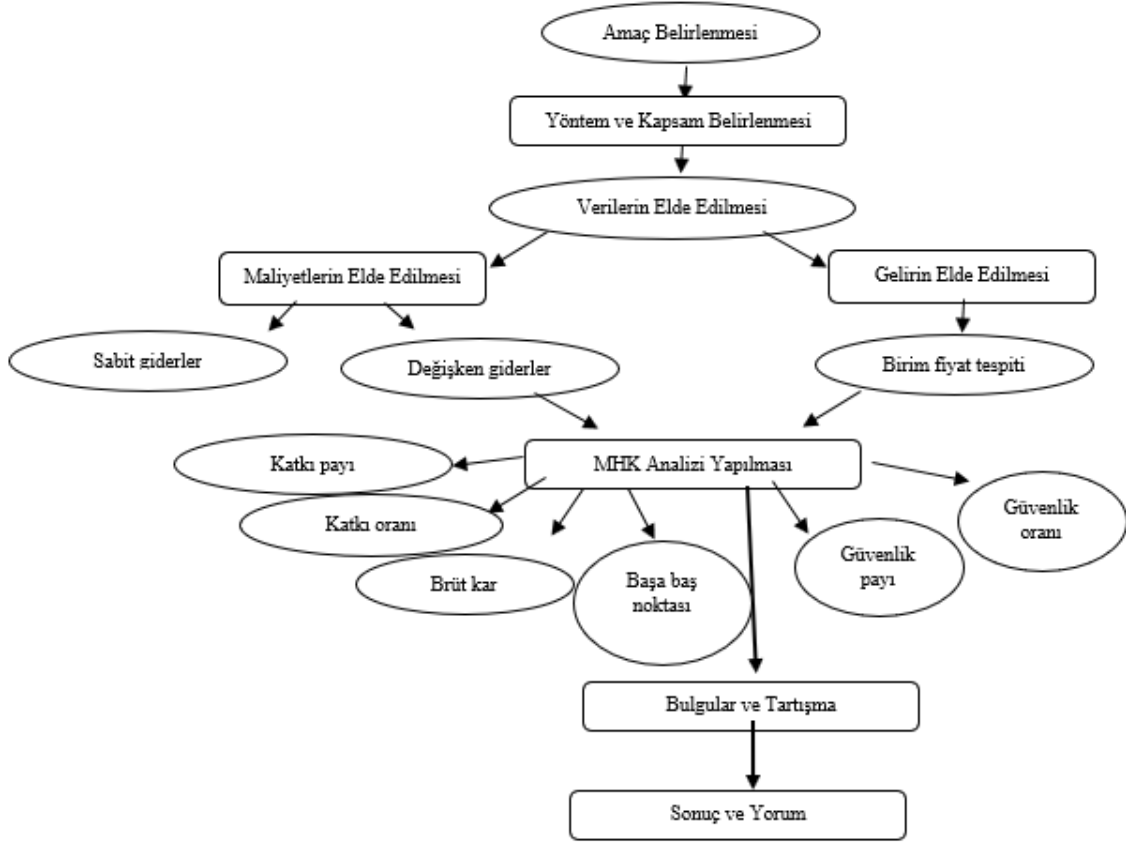 Amaç Belirlenmesi
Yöntem ve Kapsam Belirlenmesi
Verilerin Elde Edilmesi
Maliyetlerin Elde Edilmesi
Gelirin Elde Edilmesi
Sabit giderler
Değişken giderler
Birim fiyat tespiti
MHK Analizi Yapılması
Katkı payı
Katkı oranı
Brüt kar
Başa baş
noktası
Güvenlik
payı
Güvenlik
oranı
Bulgular ve Tartışma
Sonuç ve Yorum